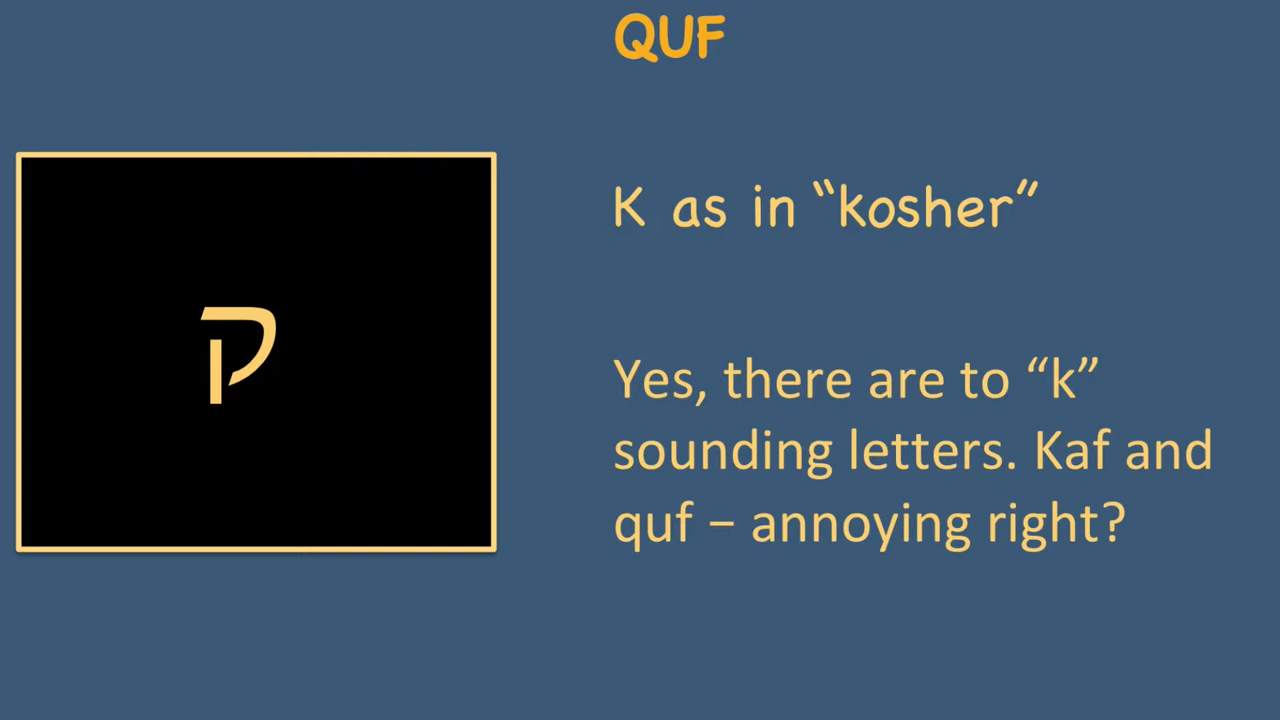 QUF
ק
K as in “kosher”
Yes, there are to “k”
sounding letters. Kaf and
quf – annoying right?